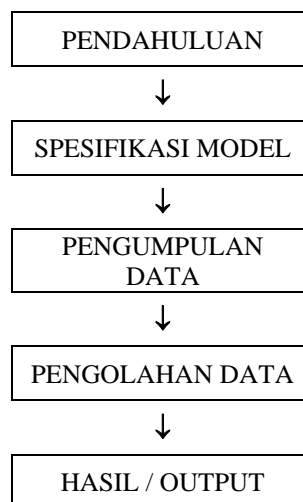 PENDAHULUAN
SPESIFIKASI MODEL
PENGUMPULAN
DATA
PENGOLAHAN DATA
HASIL / OUTPUT